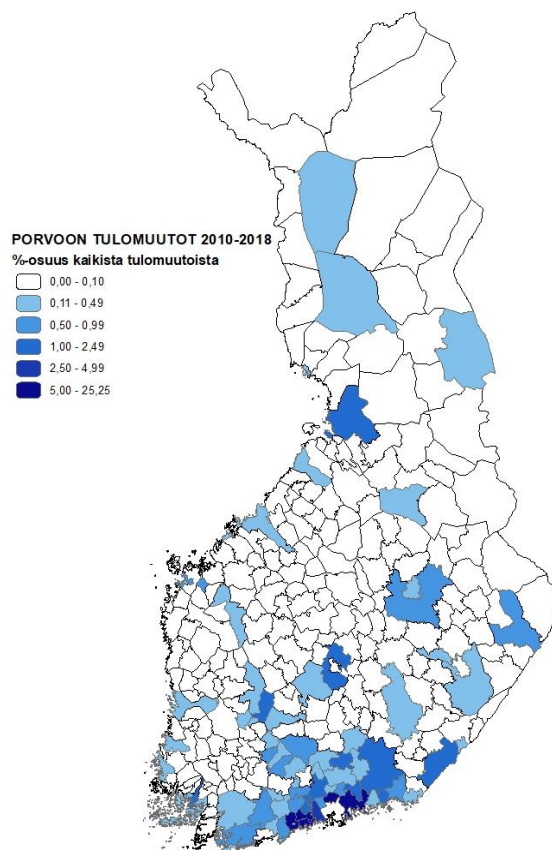 PORVOON TULOMUUTOT 2010-2018
%-osuus kaikista tulomuutoista
0,00 - 0,10
0,11 - 0,49
0,50 - 0,99
1,00 - 2,49
2,50 - 4,99
5,00 - 25,25